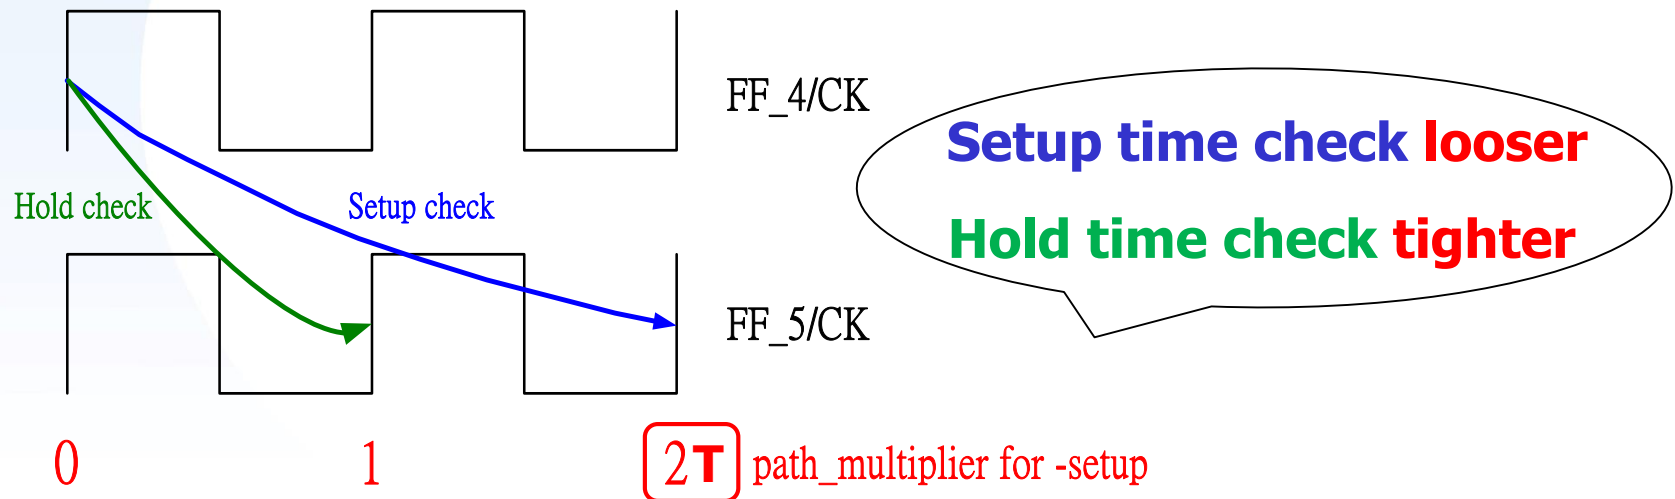 FF_4/CK
Setup time check looser
Hold check
Setup check
Hold time check tighter
FF_5/CK
0
1
2T
path_multiplier for -setup